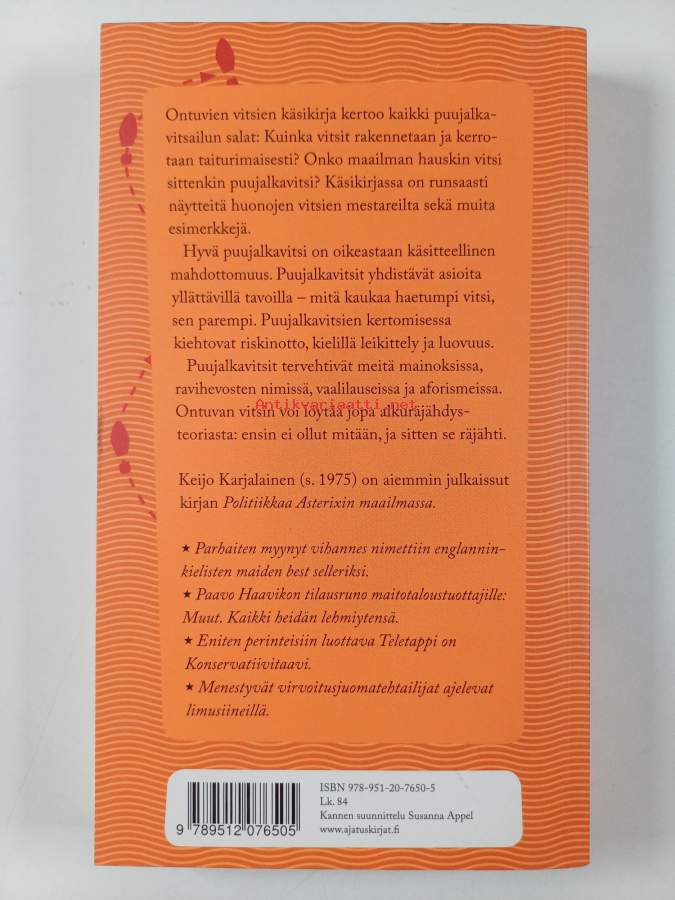 Ontuvien vitsien käsikirja kertoo kaikki puujalka-
vitsailun salat: Kuinka vitsit rakennetaan ja kerro-
taan taiturimaisesti? Onko maailman hauskin vitsi
sittenkin puujalkavitsi? Käsikirjassa on runsaasti
näytteitä huonojen vitsien mestareilta sekä muita
esimerkkejä.
Hyvä puujalkavitsi on oikeastaan käsitteellinen
mahdottomuus. Puujalkavitsit yhdistävät asioita
yllättävillä tavoilla – mitä kaukaa haetumpi vitsi,
sen parempi. Puujalkavitsien kertomisessa
kiehtovat riskinotto, kielillä leikittely ja luovuus.
Puujalkavitsit tervehtivät meitä mainoksissa,
ravihevosten nimissä, vaalilauseissa ja aforismeissa.
Antikvariaatti.net
Ontuvan vitsin voi löytää jopa alkuräjähdys-
teoriasta: ensin ei ollut mitään, ja sitten se räjähti.
Keijo Karjalainen (s. 1975) on aiemmin julkaissut
kirjan Politiikkaa Asterixin maailmassa.
★ Parhaiten myynyt vihannes nimettiin englannin-
kielisten maiden best selleriksi.
★ Paavo Haavikon tilausruno maitotaloustuottajille:
Muut. Kaikki heidän lehmiytensä.
★ Eniten perinteisiin luottava Teletappi on
Konservatiivitaavi.
★ Menestyvät virvoitusjuomatehtailijat ajelevat
limusiineillä.
ISBN 978-951-20-7650-5
Lk. 84
Kannen suunnittelu Susanna Appel
www.ajatuskirjat.fi
9 789512 076505